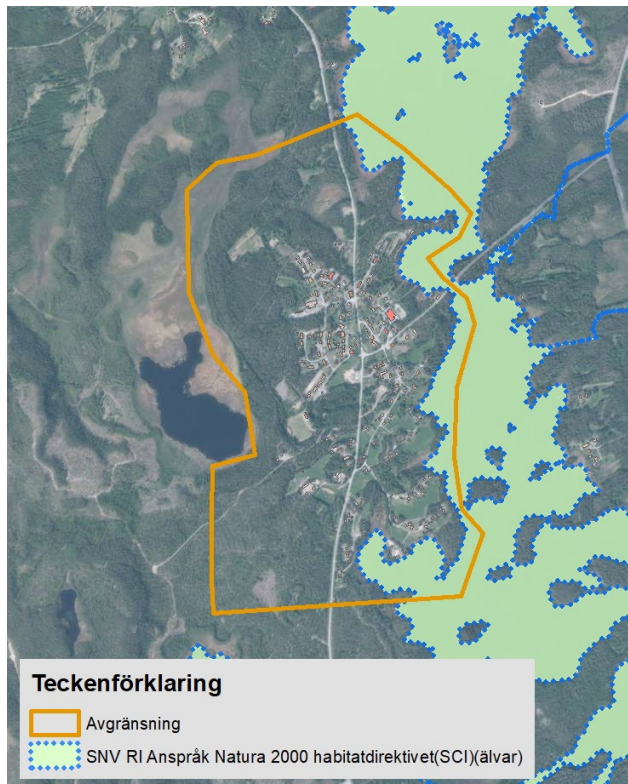 Teckenförklaring
Avgränsning
SNV RI Anspråk Natura 2000 habitatdirektivet(SCI)(älvar)